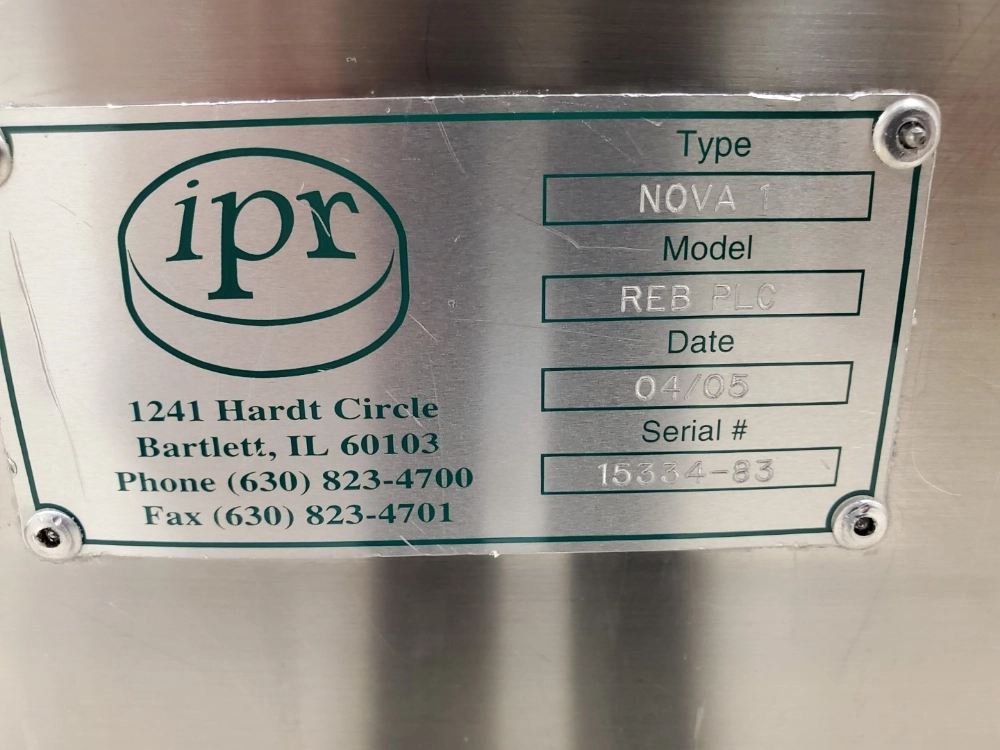 ipr
1241 Hardt Circle
Bartlett, IL 60103
Phone (630) 823-4700
Fax (630) 823-4701
Type
NOVA 1
Model
REB PLC
Date
04/05
Serial #
15334-83